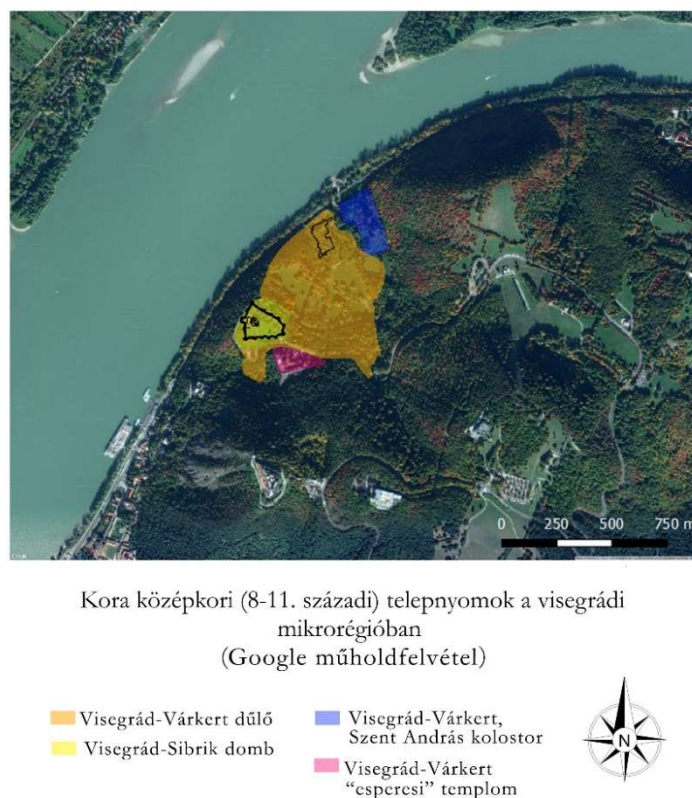 0 250 500 750 m
Kora középkori (8-11. századi) telepnyomok a visegrádi
mikrorégióban
(Google műholdfelvétel)
Visegrád-Várkert dűlő
Visegrád-Sibrik domb
Visegrád-Várkert,
Szent András kolostor
Visegrád-Várkert
"esperesi" templom
N